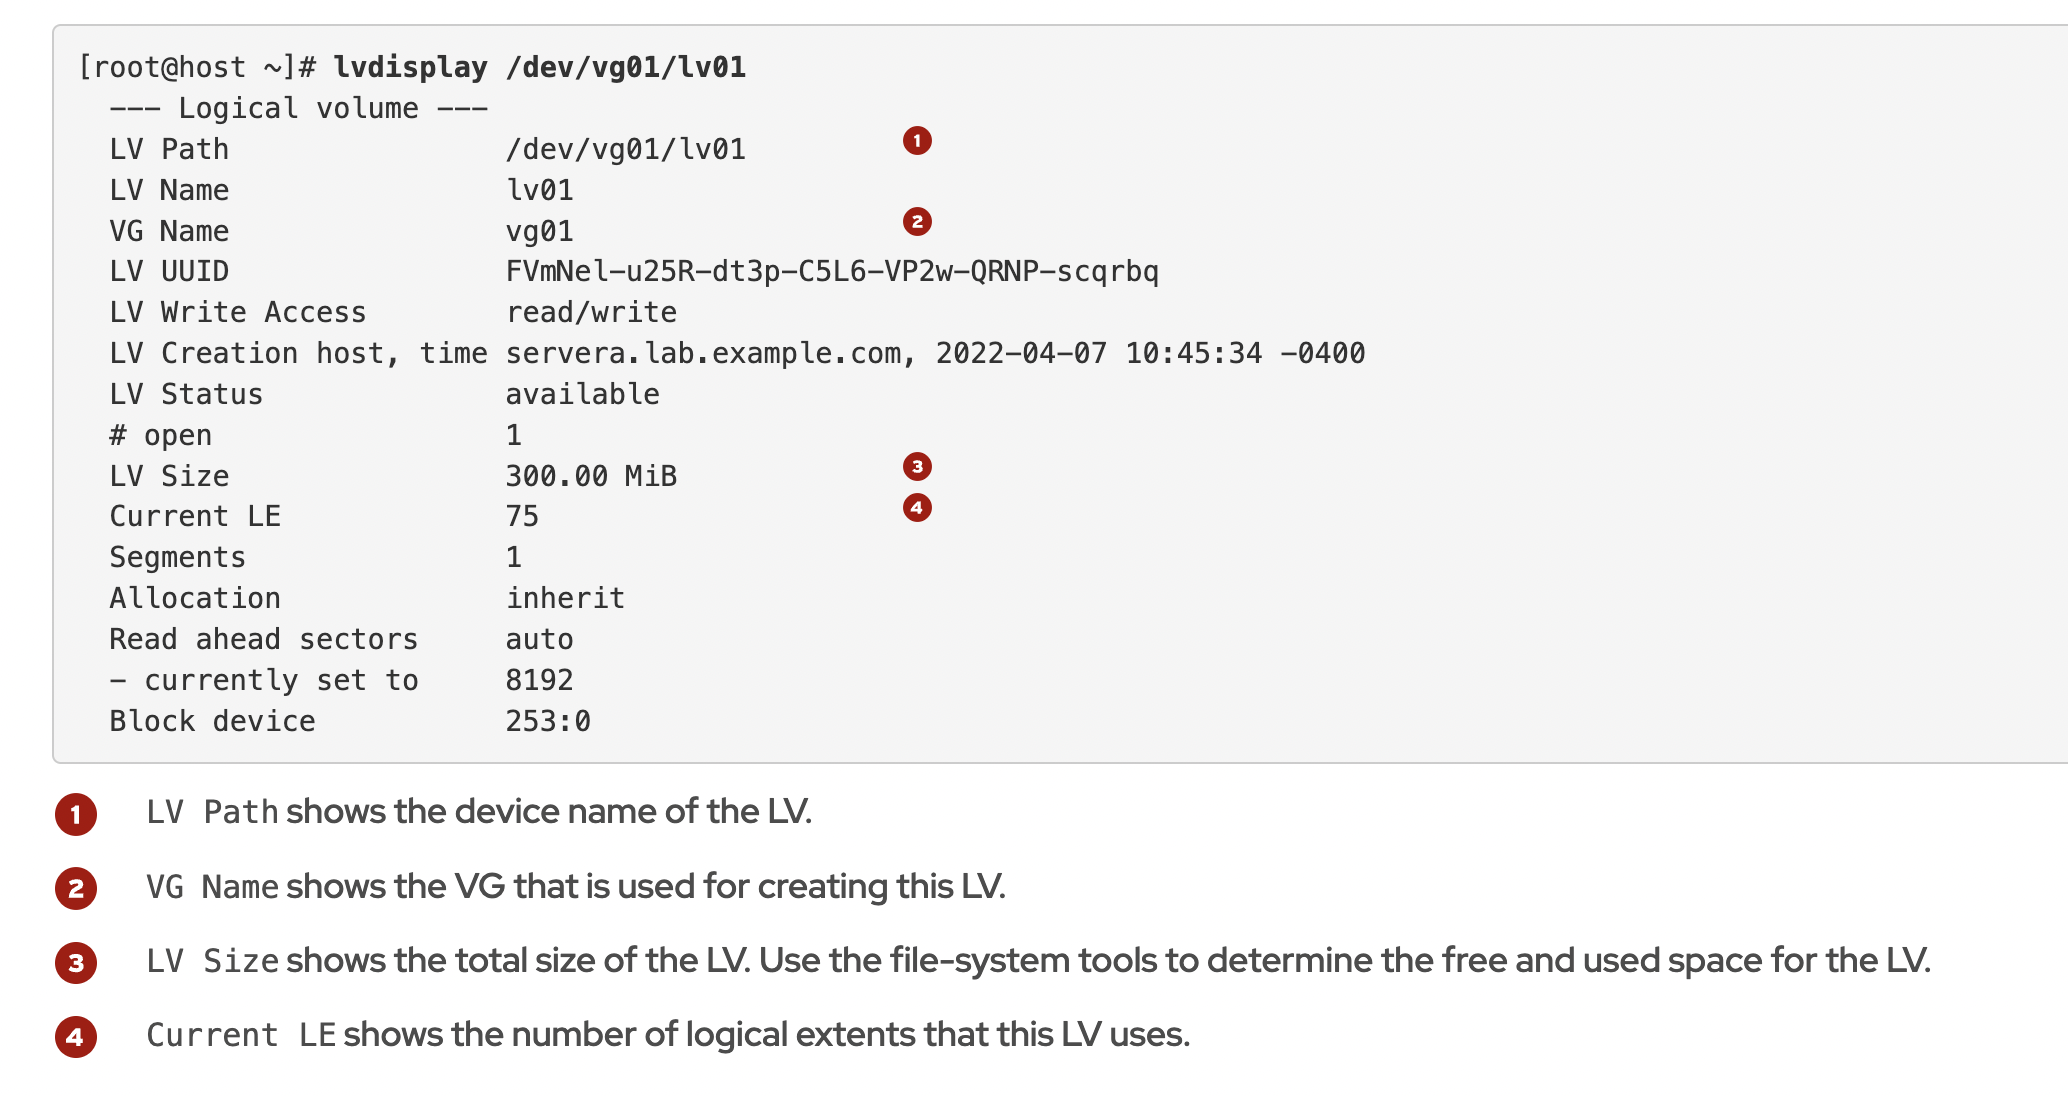 [root@host ~]# lvdisplay /dev/vg01/lv01
--- Logical volume ---
LV Path /dev/vg01/lv01 1
LV Name lv01
VG Name vg01 2
LV UUID FVmNel-u25R-dt3p-C5L6-VP2w-QRNP-scqrbq
LV Write Access read/write
LV Creation host, time servera.lab.example.com, 2022-04-07 10:45:34 -0400
LV Status available
# open 1
LV Size 300.00 MiB 3
Current LE 75 4
Segments 1
Allocation inherit
Read ahead sectors auto
- currently set to 8192
Block device 253:0
1 LV Path shows the device name of the LV.
2 VG Name shows the VG that is used for creating this LV.
3 LV Size shows the total size of the LV. Use the file-system tools to determine the free and used space for the LV.
4 Current LE shows the number of logical extents that this LV uses.